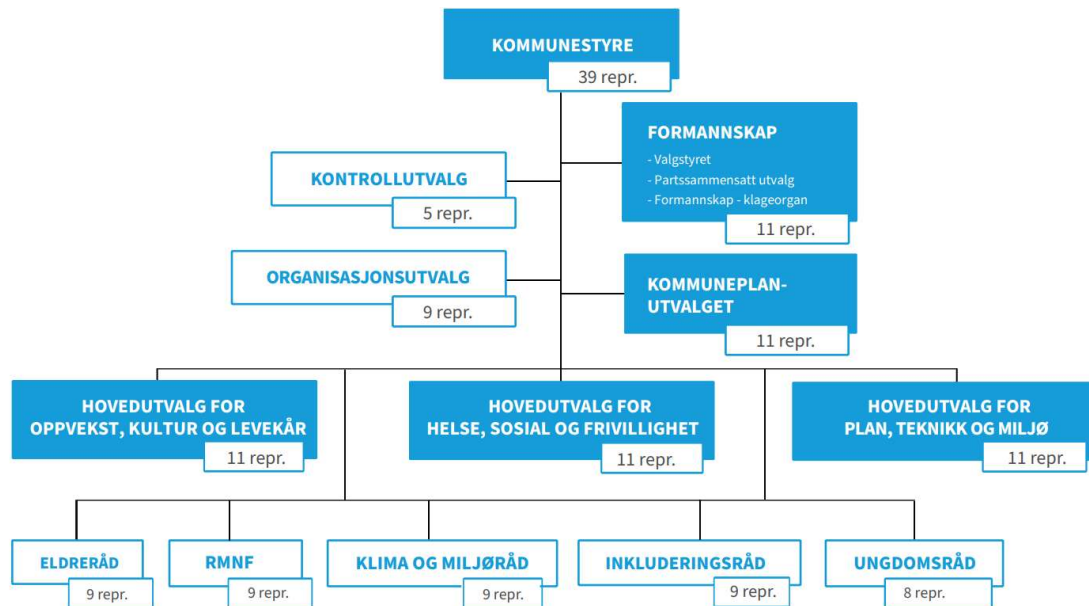 KOMMUNESTYRE
39 repr.
FORMANNSKAP
- Valgstyret
- Partssammensatt utvalg
- Formannskap - klageorgan
11 repr.
KONTROLLUTVALG
5 repr.
ORGANISASJONSUTVALG
9 repr.
KOMMUNEPLAN-
UTVALGET
11 repr.
HOVEDUTVALG FOR
OPPVEKST, KULTUR OG LEVEKÅR
11 repr.
HOVEDUTVALG FOR
HELSE, SOSIAL OG FRIVILLIGHET
11 repr.
HOVEDUTVALG FOR
PLAN, TEKNIKK OG MILJØ
11 repr.
ELDRERÅD
9 repr.
RMNF
9 repr.
KLIMA OG MILJØRÅD
9 repr.
INKLUDERINGSRÅD
9 repr.
UNGDOMSRÅD
8 repr.